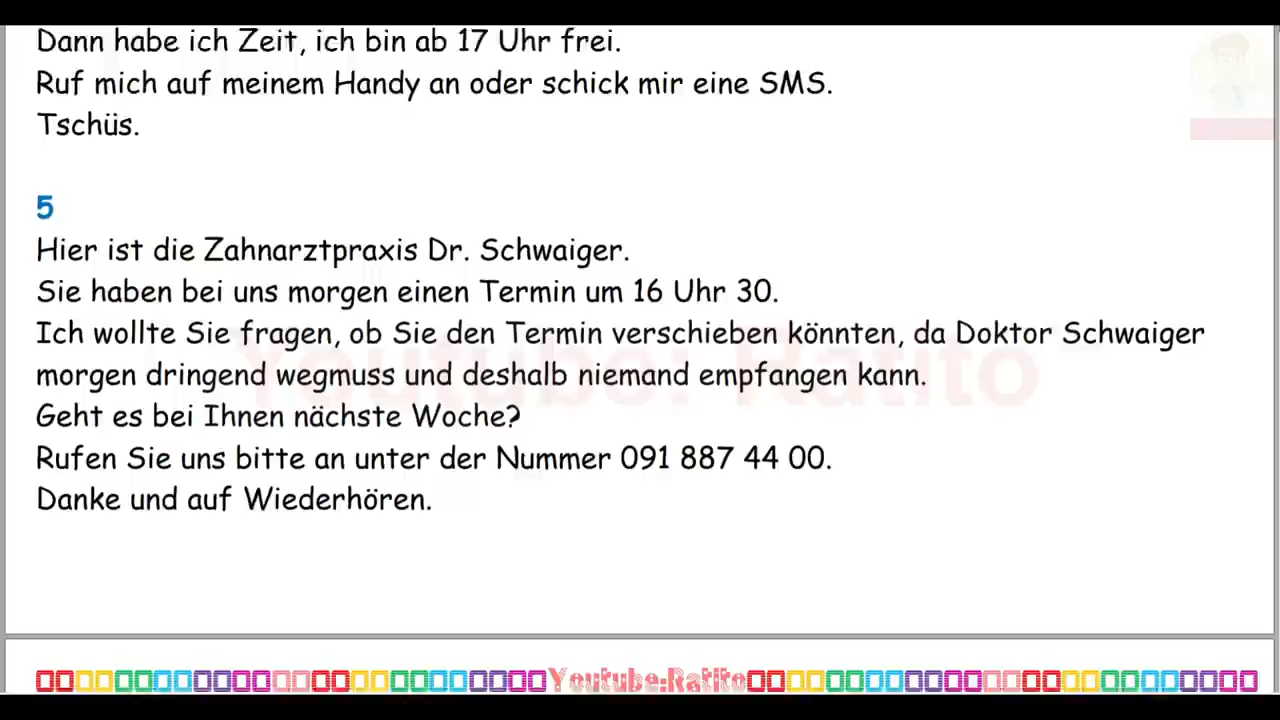 Dann habe ich Zeit, ich bin ab 17 Uhr frei.
Ruf mich auf meinem Handy an oder schick mir eine SMS.
Tschüs.
5
Hier ist die Zahnarztpraxis Dr. Schwaiger.
Sie haben bei uns morgen einen Termin um 16 Uhr 30.
Ich wollte Sie fragen, ob Sie den Termin verschieben könnten, da Doktor Schwaiger
morgen dringend wegmuss und deshalb niemand empfangen kann.
Geht es bei Ihnen nächste Woche?
Rufen Sie uns bitte an unter der Nummer 091 887 44 00.
Danke und auf Wiederhören.
Youtube: Ratito
Youtube:Ratito